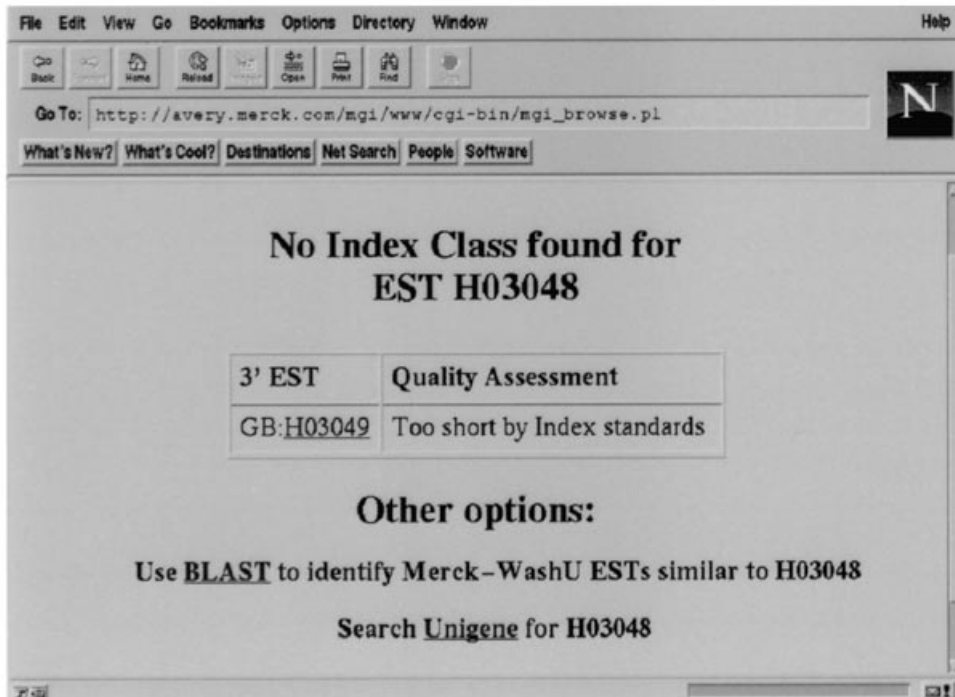 File Edit View Go Bookmarks Options Directory Window Help
Back Home Reload Open Print Find
N
Go To: http://avery.merck.com/mgi/www/cgi-bin/mgi_browse.pl
What's New? What's Cool? Destinations Net Search People Software
No Index Class found for
EST H03048
3' EST Quality Assessment
GB:H03049 Too short by Index standards
Other options:
Use BLAST to identify Merck–WashU ESTs similar to H03048
Search Unigene for H03048